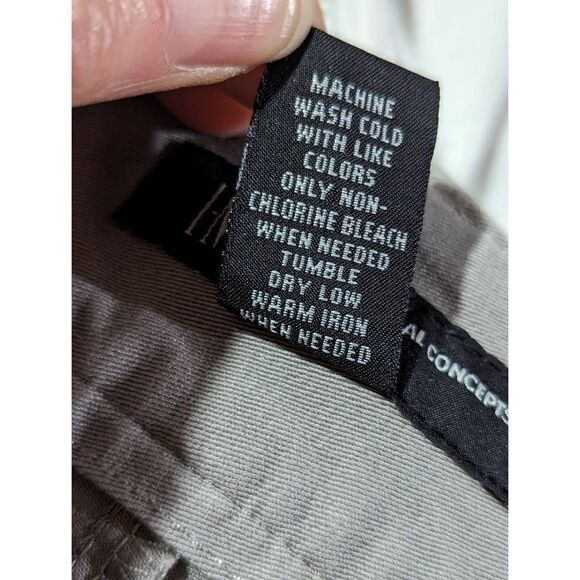 MACHINE
WASH COLD
WITH LIKE
COLORS
ONLY NON-
CHLORINE BLEACH
WHEN NEEDED
TUMBLE
DRY LOW
WARM IRON
WHEN NEEDED
AL CONCEPTS